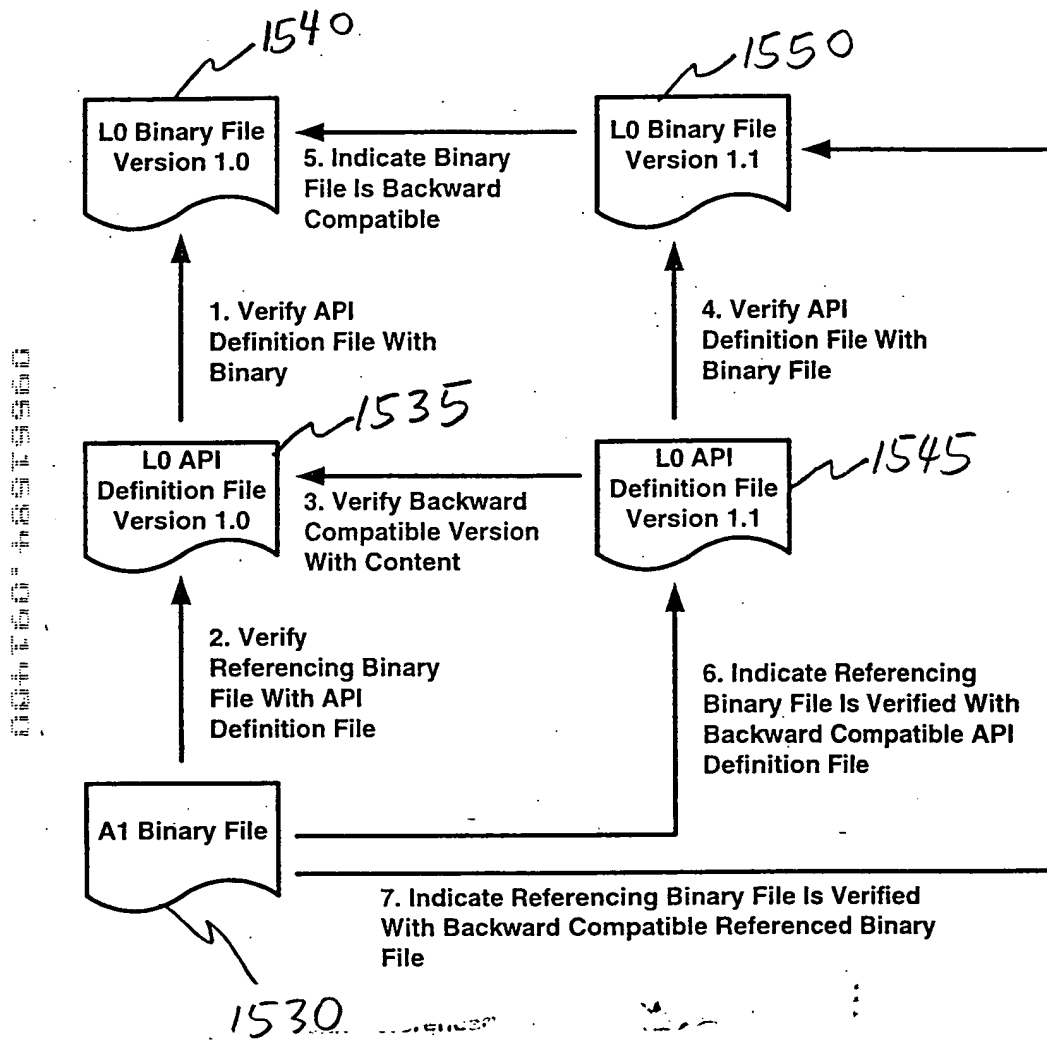 1540
1550
L0 Binary File
Version 1.0
L0 Binary File
Version 1.1
5. Indicate Binary
File Is Backward
Compatible
1. Verify API
Definition File With
Binary
4. Verify API
Definition File With
Binary File
1535
L0 API
Definition File
Version 1.0
L0 API
Definition File
Version 1.1
1545
3. Verify Backward
Compatible Version
With Content
2. Verify
Referencing Binary
File With API
Definition File
6. Indicate Referencing
Binary File Is Verified With
Backward Compatible API
Definition File
A1 Binary File
7. Indicate Referencing Binary File Is Verified
With Backward Compatible Referenced Binary
File
1530